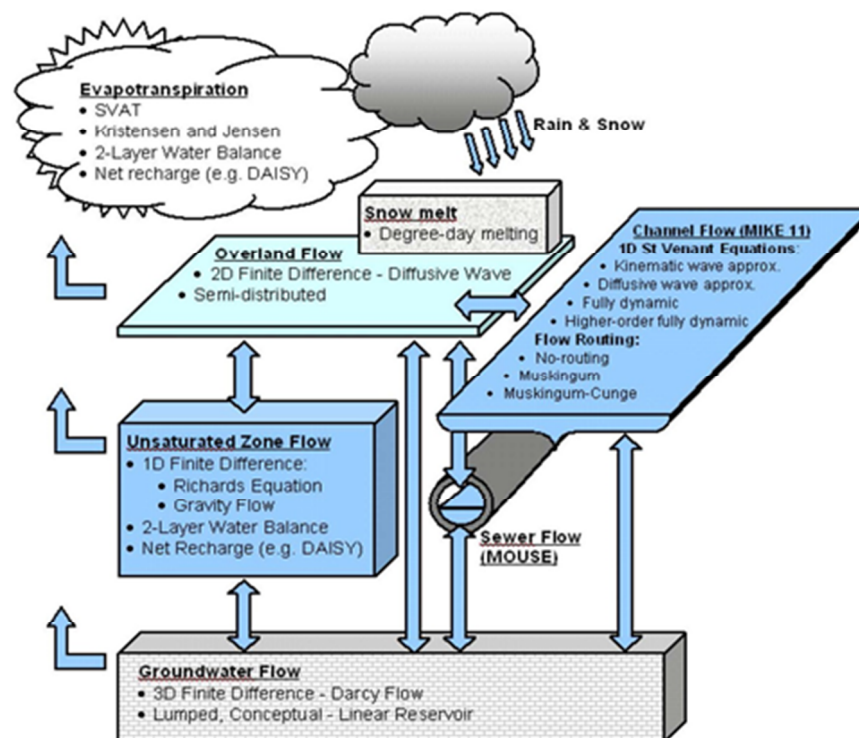 Evapotranspiration
• SVAT
• Kristensen and Jensen
• 2-Layer Water Balance
• Net recharge (e.g. DAISY)
Rain & Snow
Snow melt
• Degree-day melting
Overland Flow
• 2D Finite Difference - Diffusive Wave
• Semi-distributed
Channel Flow (MIKE 11)
1D St Venant Equations:
• Kinematic wave approx.
• Diffusive wave approx.
• Fully dynamic
• Higher-order fully dynamic
Flow Routing:
• No-routing
• Muskingum
• Muskingum-Cunge
Unsaturated Zone Flow
• 1D Finite Difference:
• Richards Equation
• Gravity Flow
• 2-Layer Water Balance
• Net Recharge (e.g. DAISY)
Sewer Flow
(MOUSE)
Groundwater Flow
• 3D Finite Difference - Darcy Flow
• Lumped, Conceptual - Linear Reservoir